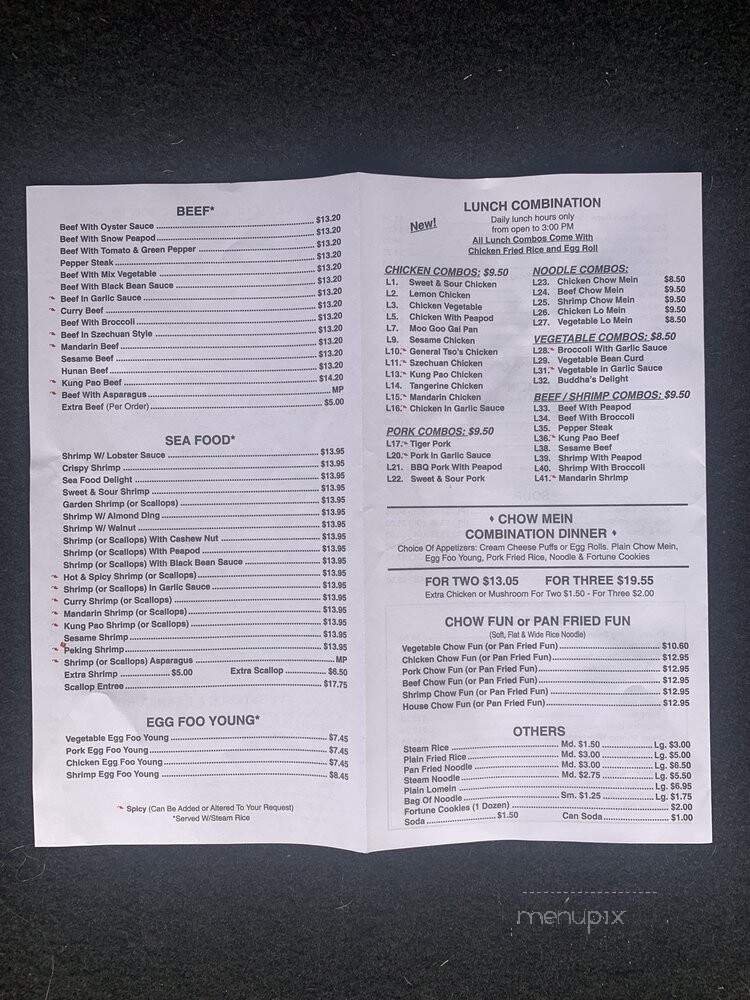 BEEF*
Beef With Oyster Sauce $13.20
Beef With Snow Peapod $13.20
Beef With Tomato & Green Pepper $13.20
Pepper Steak $13.20
Beef With Mix Vegetable $13.20
Beef With Black Bean Sauce $13.20
Beef In Garlic Sauce $13.20
Curry Beef $13.20
Beef With Broccoli $13.20
Beef In Szechuan Style $13.20
Mandarin Beef $13.20
Sesame Beef $13.20
Hunan Beef $13.20
Kung Pao Beef $14.20
Beef With Asparagus MP
Extra Beef (Per Order) $5.00
SEA FOOD*
Shrimp W/ Lobster Sauce $13.95
Crispy Shrimp $13.95
Sea Food Delight $13.95
Sweet & Sour Shrimp $13.95
Garden Shrimp (or Scallops) $13.95
Shrimp W/ Almond Ding $13.95
Shrimp W/ Walnut $13.95
Shrimp (or Scallops) With Cashew Nut $13.95
Shrimp (or Scallops) With Peapod $13.95
Shrimp (or Scallops) With Black Bean Sauce $13.95
Hot & Spicy Shrimp (or Scallops) $13.95
Shrimp (or Scallops) In Garlic Sauce $13.95
Curry Shrimp (or Scallops) $13.95
Mandarin Shrimp (or Scallops) $13.95
Kung Pao Shrimp (or Scallops) $13.95
Sesame Shrimp $13.95
Peking Shrimp $13.95
Shrimp (or Scallops) Asparagus MP
Extra Shrimp $5.00 Extra Scallop $6.50
Scallop Entree $17.75
EGG FOO YOUNG*
Vegetable Egg Foo Young $7.45
Pork Egg Foo Young $7.45
Chicken Egg Foo Young $7.45
Shrimp Egg Foo Young $8.45
Spicy (Can Be Added or Altered To Your Request)
*Served W/Steam Rice
LUNCH COMBINATION
New!
Daily lunch hours only
from open to 3:00 PM
All Lunch Combos Come With
Chicken Fried Rice and Egg Roll
CHICKEN COMBOS: $9.50
L1. Sweet & Sour Chicken
L2. Lemon Chicken
L3. Chicken Vegetable
L5. Chicken With Peapod
L7. Moo Goo Gai Pan
L9. Sesame Chicken
L10. General Tso's Chicken
L11. Szechuan Chicken
L13. Kung Pao Chicken
L14. Tangerine Chicken
L15. Mandarin Chicken
L16. Chicken In Garlic Sauce
PORK COMBOS: $9.50
L17. Tiger Pork
L20. Pork In Garlic Sauce
L21. BBQ Pork With Peapod
L22. Sweet & Sour Pork
NOODLE COMBOS:
L23. Chicken Chow Mein $8.50
L24. Beef Chow Mein $9.50
L25. Shrimp Chow Mein $9.50
L26. Chicken Lo Mein $9.50
L27. Vegetable Lo Mein $8.50
VEGETABLE COMBOS: $8.50
L28. Broccoli With Garlic Sauce
L29. Vegetable Bean Curd
L31. Vegetable in Garlic Sauce
L32. Buddha's Delight
BEEF / SHRIMP COMBOS: $9.50
L33. Beef With Peapod
L34. Beef With Broccoli
L35. Pepper Steak
L36. Kung Pao Beef
L38. Sesame Beef
L39. Shrimp With Peapod
L40. Shrimp With Broccoli
L41. Mandarin Shrimp
♦ CHOW MEIN
COMBINATION DINNER ♦
Choice Of Appetizers: Cream Cheese Puffs or Egg Rolls. Plain Chow Mein,
Egg Foo Young, Pork Fried Rice, Noodle & Fortune Cookies
FOR TWO $13.05 FOR THREE $19.55
Extra Chicken or Mushroom For Two $1.50 - For Three $2.00
CHOW FUN or PAN FRIED FUN
(Soft, Flat & Wide Rice Noodle)
Vegetable Chow Fun (or Pan Fried Fun) $10.60
Chicken Chow Fun (or Pan Fried Fun) $12.95
Pork Chow Fun (or Pan Fried Fun) $12.95
Beef Chow Fun (or Pan Fried Fun) $12.95
Shrimp Chow Fun (or Pan Fried Fun) $12.95
House Chow Fun (or Pan Fried Fun) $12.95
OTHERS
Steam Rice Md. $1.50 Lg. $3.00
Plain Fried Rice Md. $3.00 Lg. $5.00
Pan Fried Noodle Md. $3.00 Lg. $6.50
Steam Noodle Md. $2.75 Lg. $5.50
Plain Lomein Lg. $6.95
Bag Of Noodle Sm. $1.25 Lg. $1.75
Fortune Cookies (1 Dozen) $2.00
Soda $1.50 Can Soda $1.00
menupix